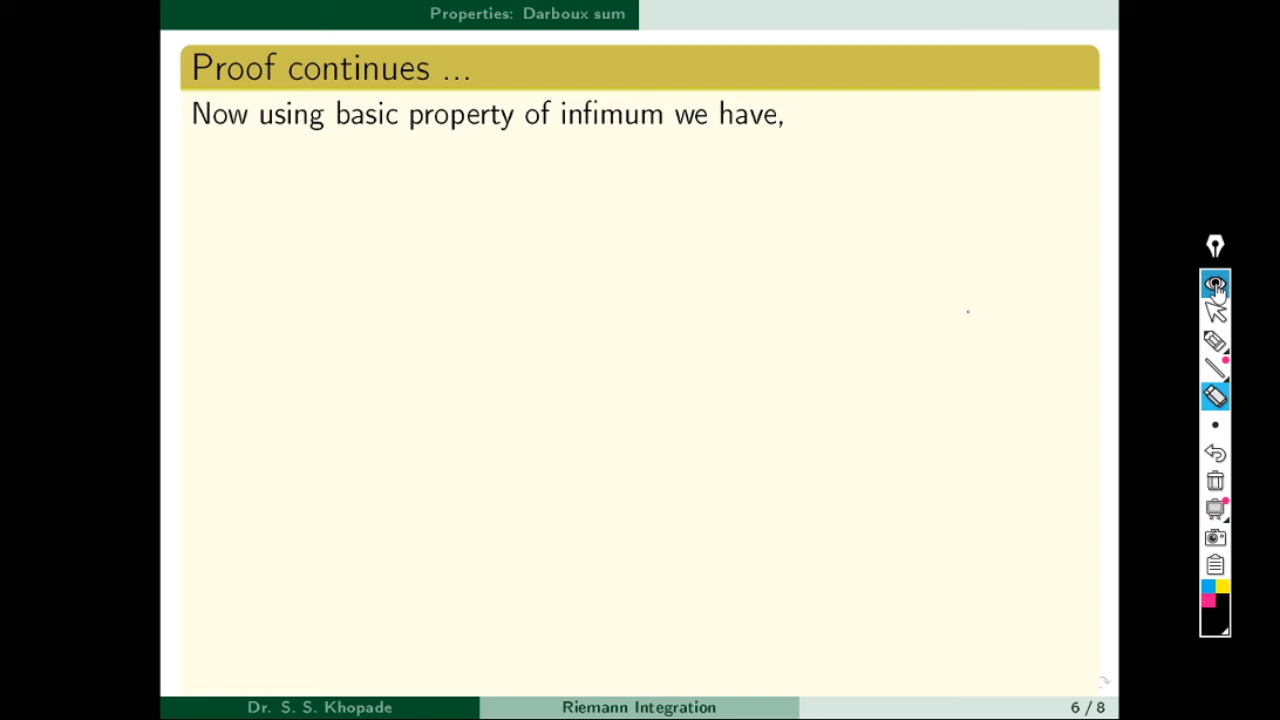 Properties: Darboux sum
Proof continues ...
Now using basic property of infimum we have,
Dr. S. S. Khopade
Riemann Integration
6 / 8